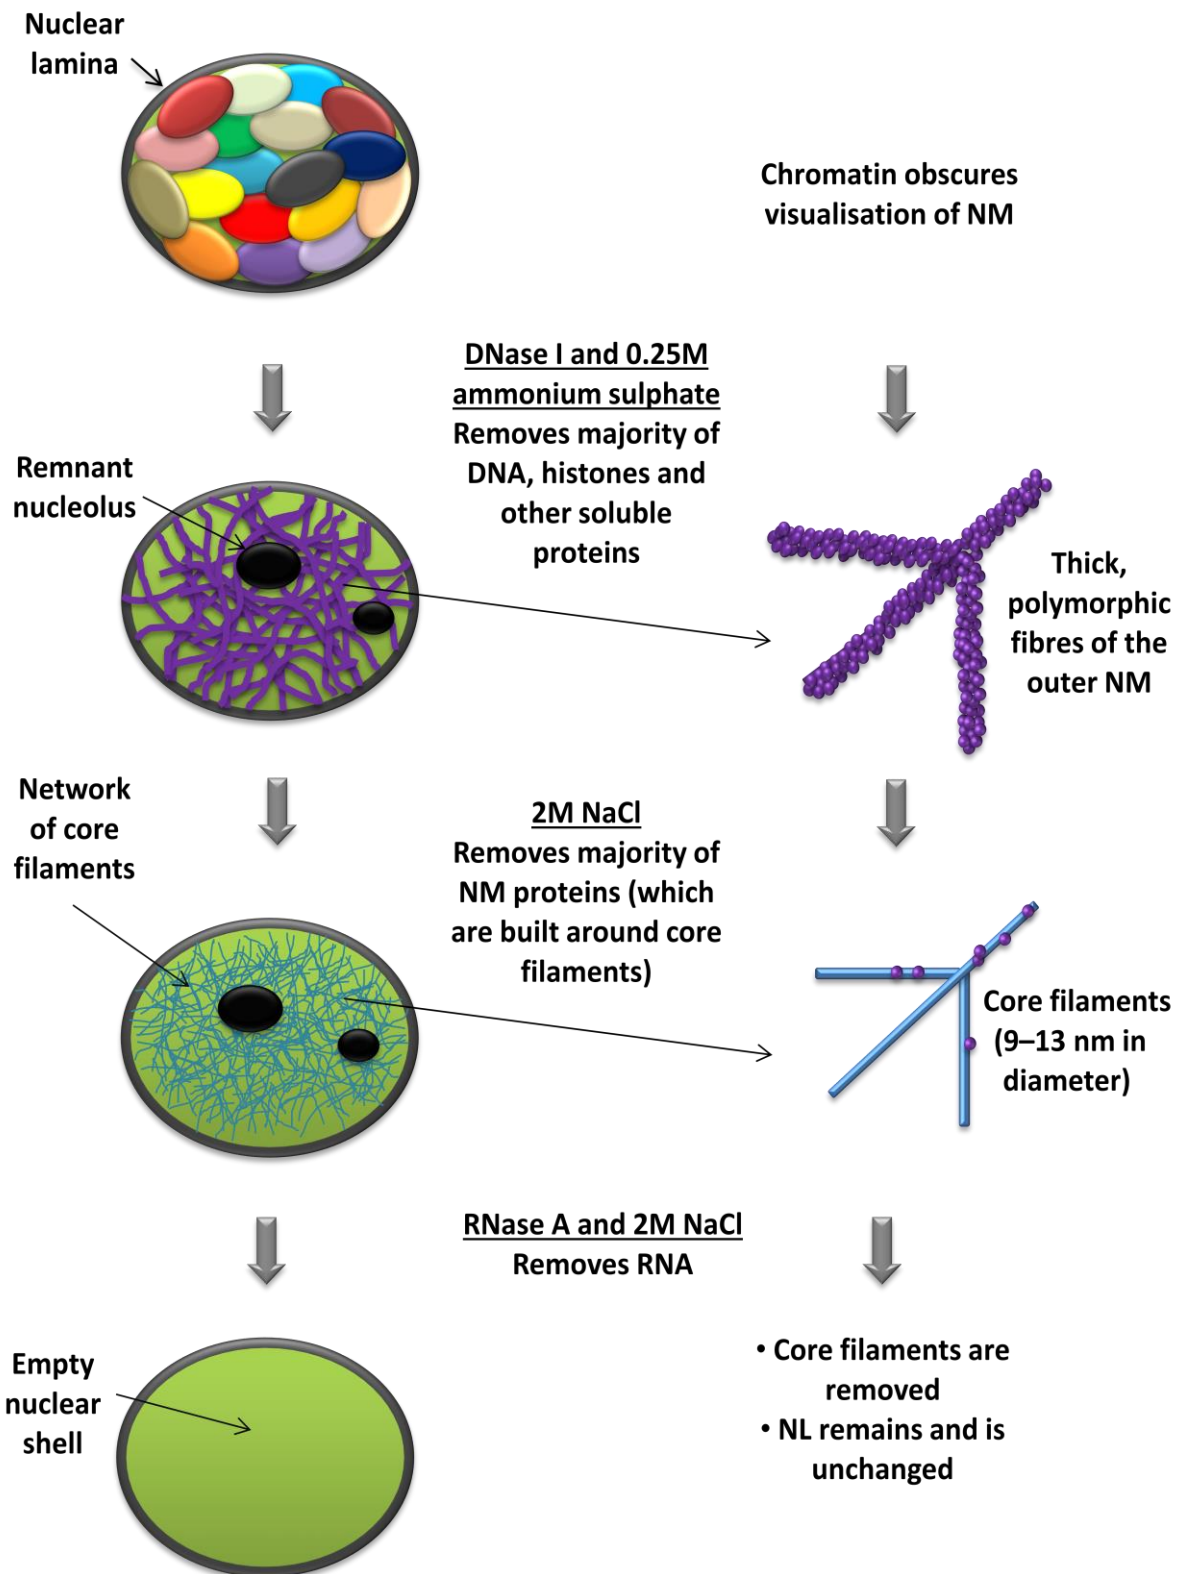 Nuclear
lamina
Chromatin obscures
visualisation of NM
DNase I and 0.25M
ammonium sulphate
Removes majority of
DNA, histones and
other soluble
proteins
Remnant
nucleolus
Thick,
polymorphic
fibres of the
outer NM
Network
of core
filaments
2M NaCl
Removes majority of
NM proteins (which
are built around core
filaments)
Core filaments
(9–13 nm in
diameter)
RNase A and 2M NaCl
Removes RNA
Empty
nuclear
shell
• Core filaments are
removed
• NL remains and is
unchanged